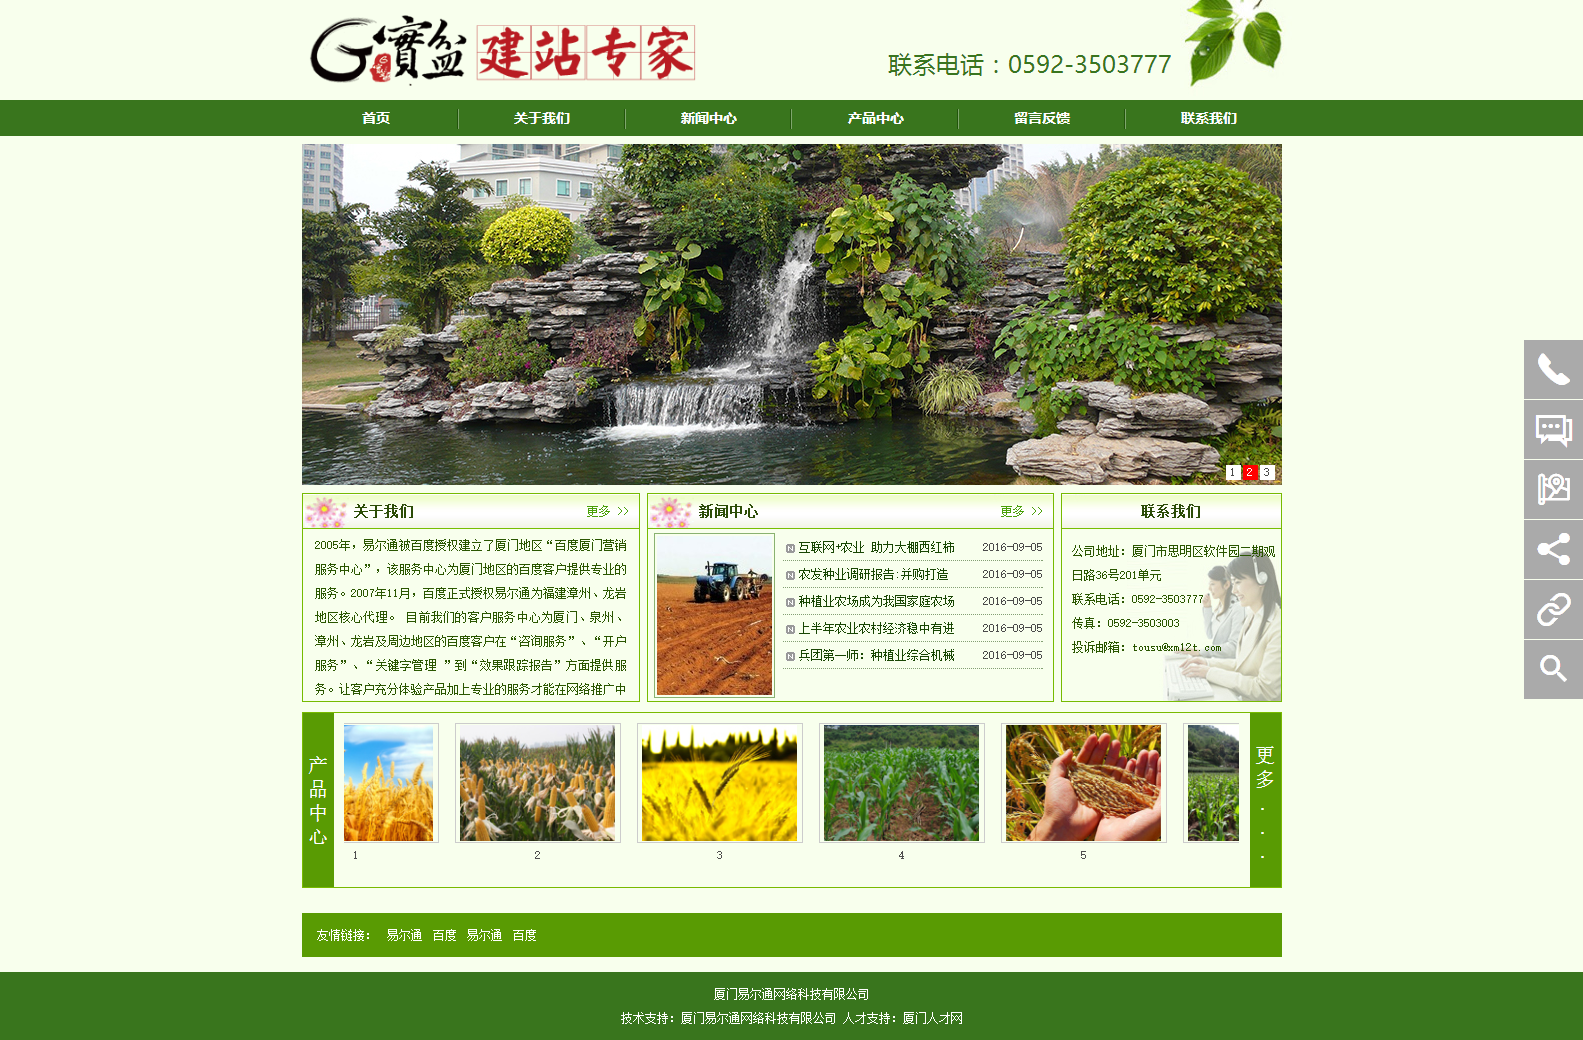 G 寶盆 建站专家
联系电话：0592-3503777
首页 关于我们 新闻中心 产品中心 留言反馈 联系我们
1 2 3
关于我们 更多 >>
2005年，易尔通被百度授权建立了厦门地区“百度厦门营销
服务中心”，该服务中心为厦门地区的百度客户提供专业的
服务。2007年11月，百度正式授权易尔通为福建漳州、龙岩
地区核心代理。 目前我们的客户服务中心为厦门、泉州、
漳州、龙岩及周边地区的百度客户在“咨询服务”、“开户
服务”、“关键字管理 ”到“效果跟踪报告”方面提供服
务。让客户充分体验产品加上专业的服务才能在网络推广中
新闻中心 更多 >>
互联网+农业 助力大棚西红柿 2016-09-05
农发种业调研报告:并购打造 2016-09-05
种植业农场成为我国家庭农场 2016-09-05
上半年农业农村经济稳中有进 2016-09-05
兵团第一师：种植业综合机械 2016-09-05
联系我们
公司地址：厦门市思明区软件园二期观
日路36号201单元
联系电话：0592-3503777
传真：0592-3503003
投诉邮箱：tousu@xm12t.com
产品中心
1 2 3 4 5
更多...
友情链接： 易尔通 百度 易尔通 百度
厦门易尔通网络科技有限公司
技术支持：厦门易尔通网络科技有限公司 人才支持：厦门人才网